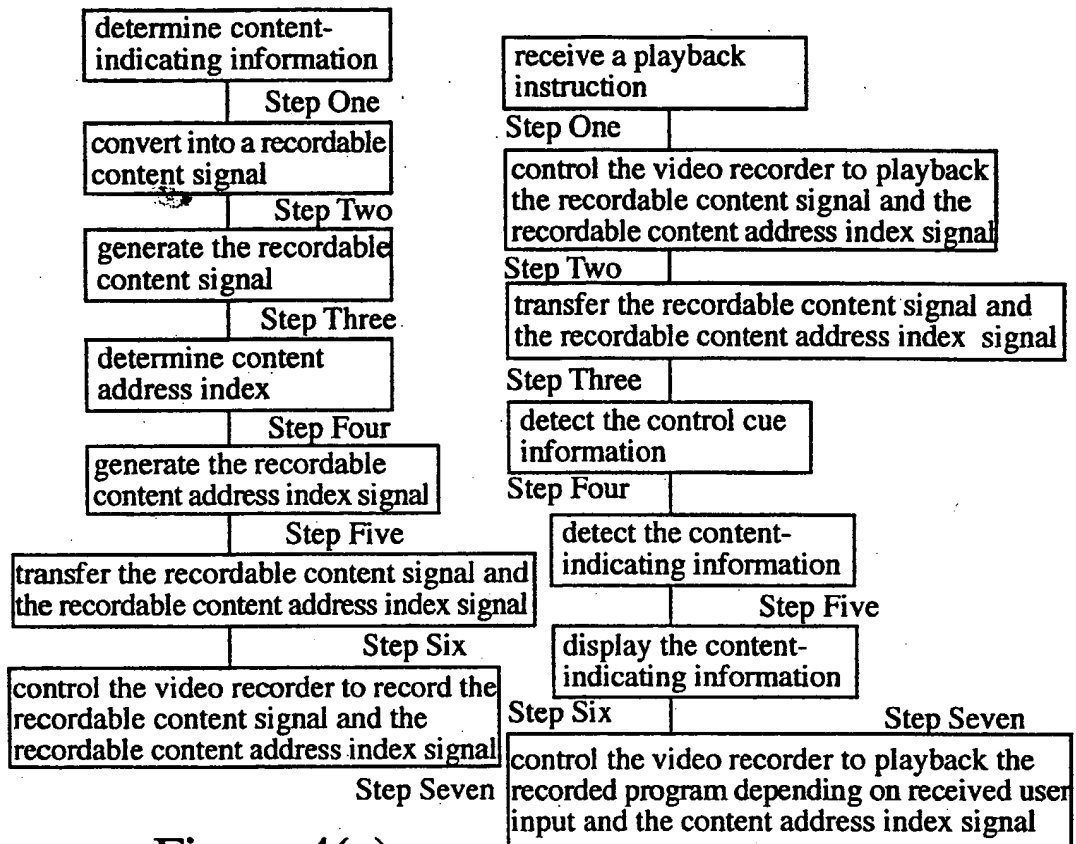 determine content-
indicating information
Step One
convert into a recordable
content signal
Step Two
generate the recordable
content signal
Step Three
determine content
address index
Step Four
generate the recordable
content address index signal
Step Five
transfer the recordable content signal and
the recordable content address index signal
Step Six
control the video recorder to record the
recordable content signal and the
recordable content address index signal
Step Seven
receive a playback
instruction
Step One
control the video recorder to playback
the recordable content signal and the
recordable content address index signal
Step Two
transfer the recordable content signal and
the recordable content address index signal
Step Three
detect the control cue
information
Step Four
detect the content-
indicating information
Step Five
display the content-
indicating information
Step Six
Step Seven
control the video recorder to playback the
recorded program depending on received user
input and the content address index signal